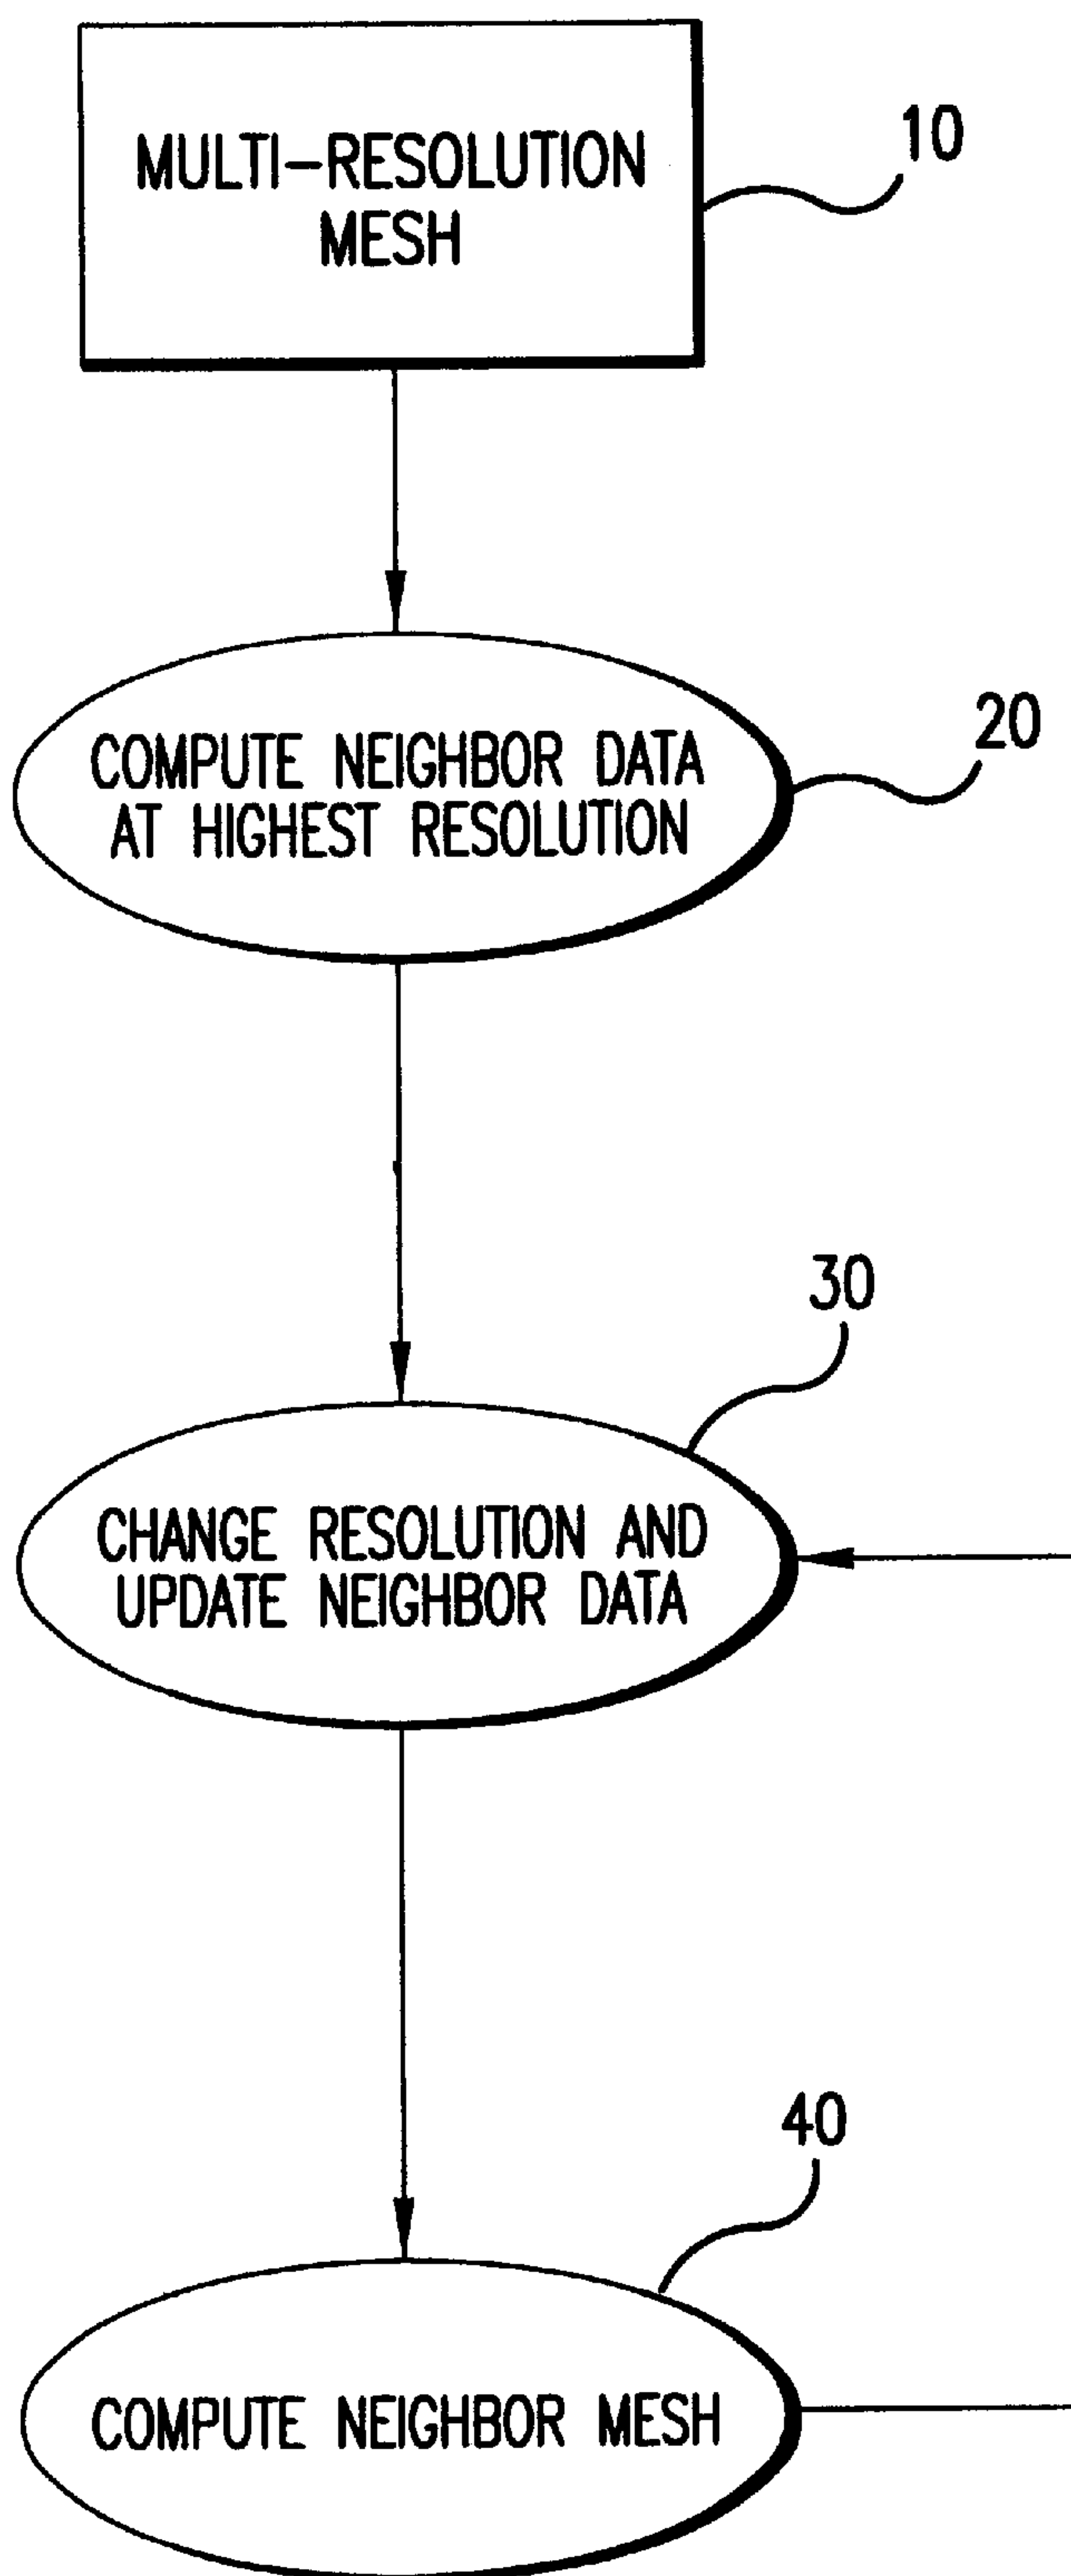 MULTI-RESOLUTION
MESH
10
COMPUTE NEIGHBOR DATA
AT HIGHEST RESOLUTION
20
30
CHANGE RESOLUTION AND
UPDATE NEIGHBOR DATA
40
COMPUTE NEIGHBOR MESH